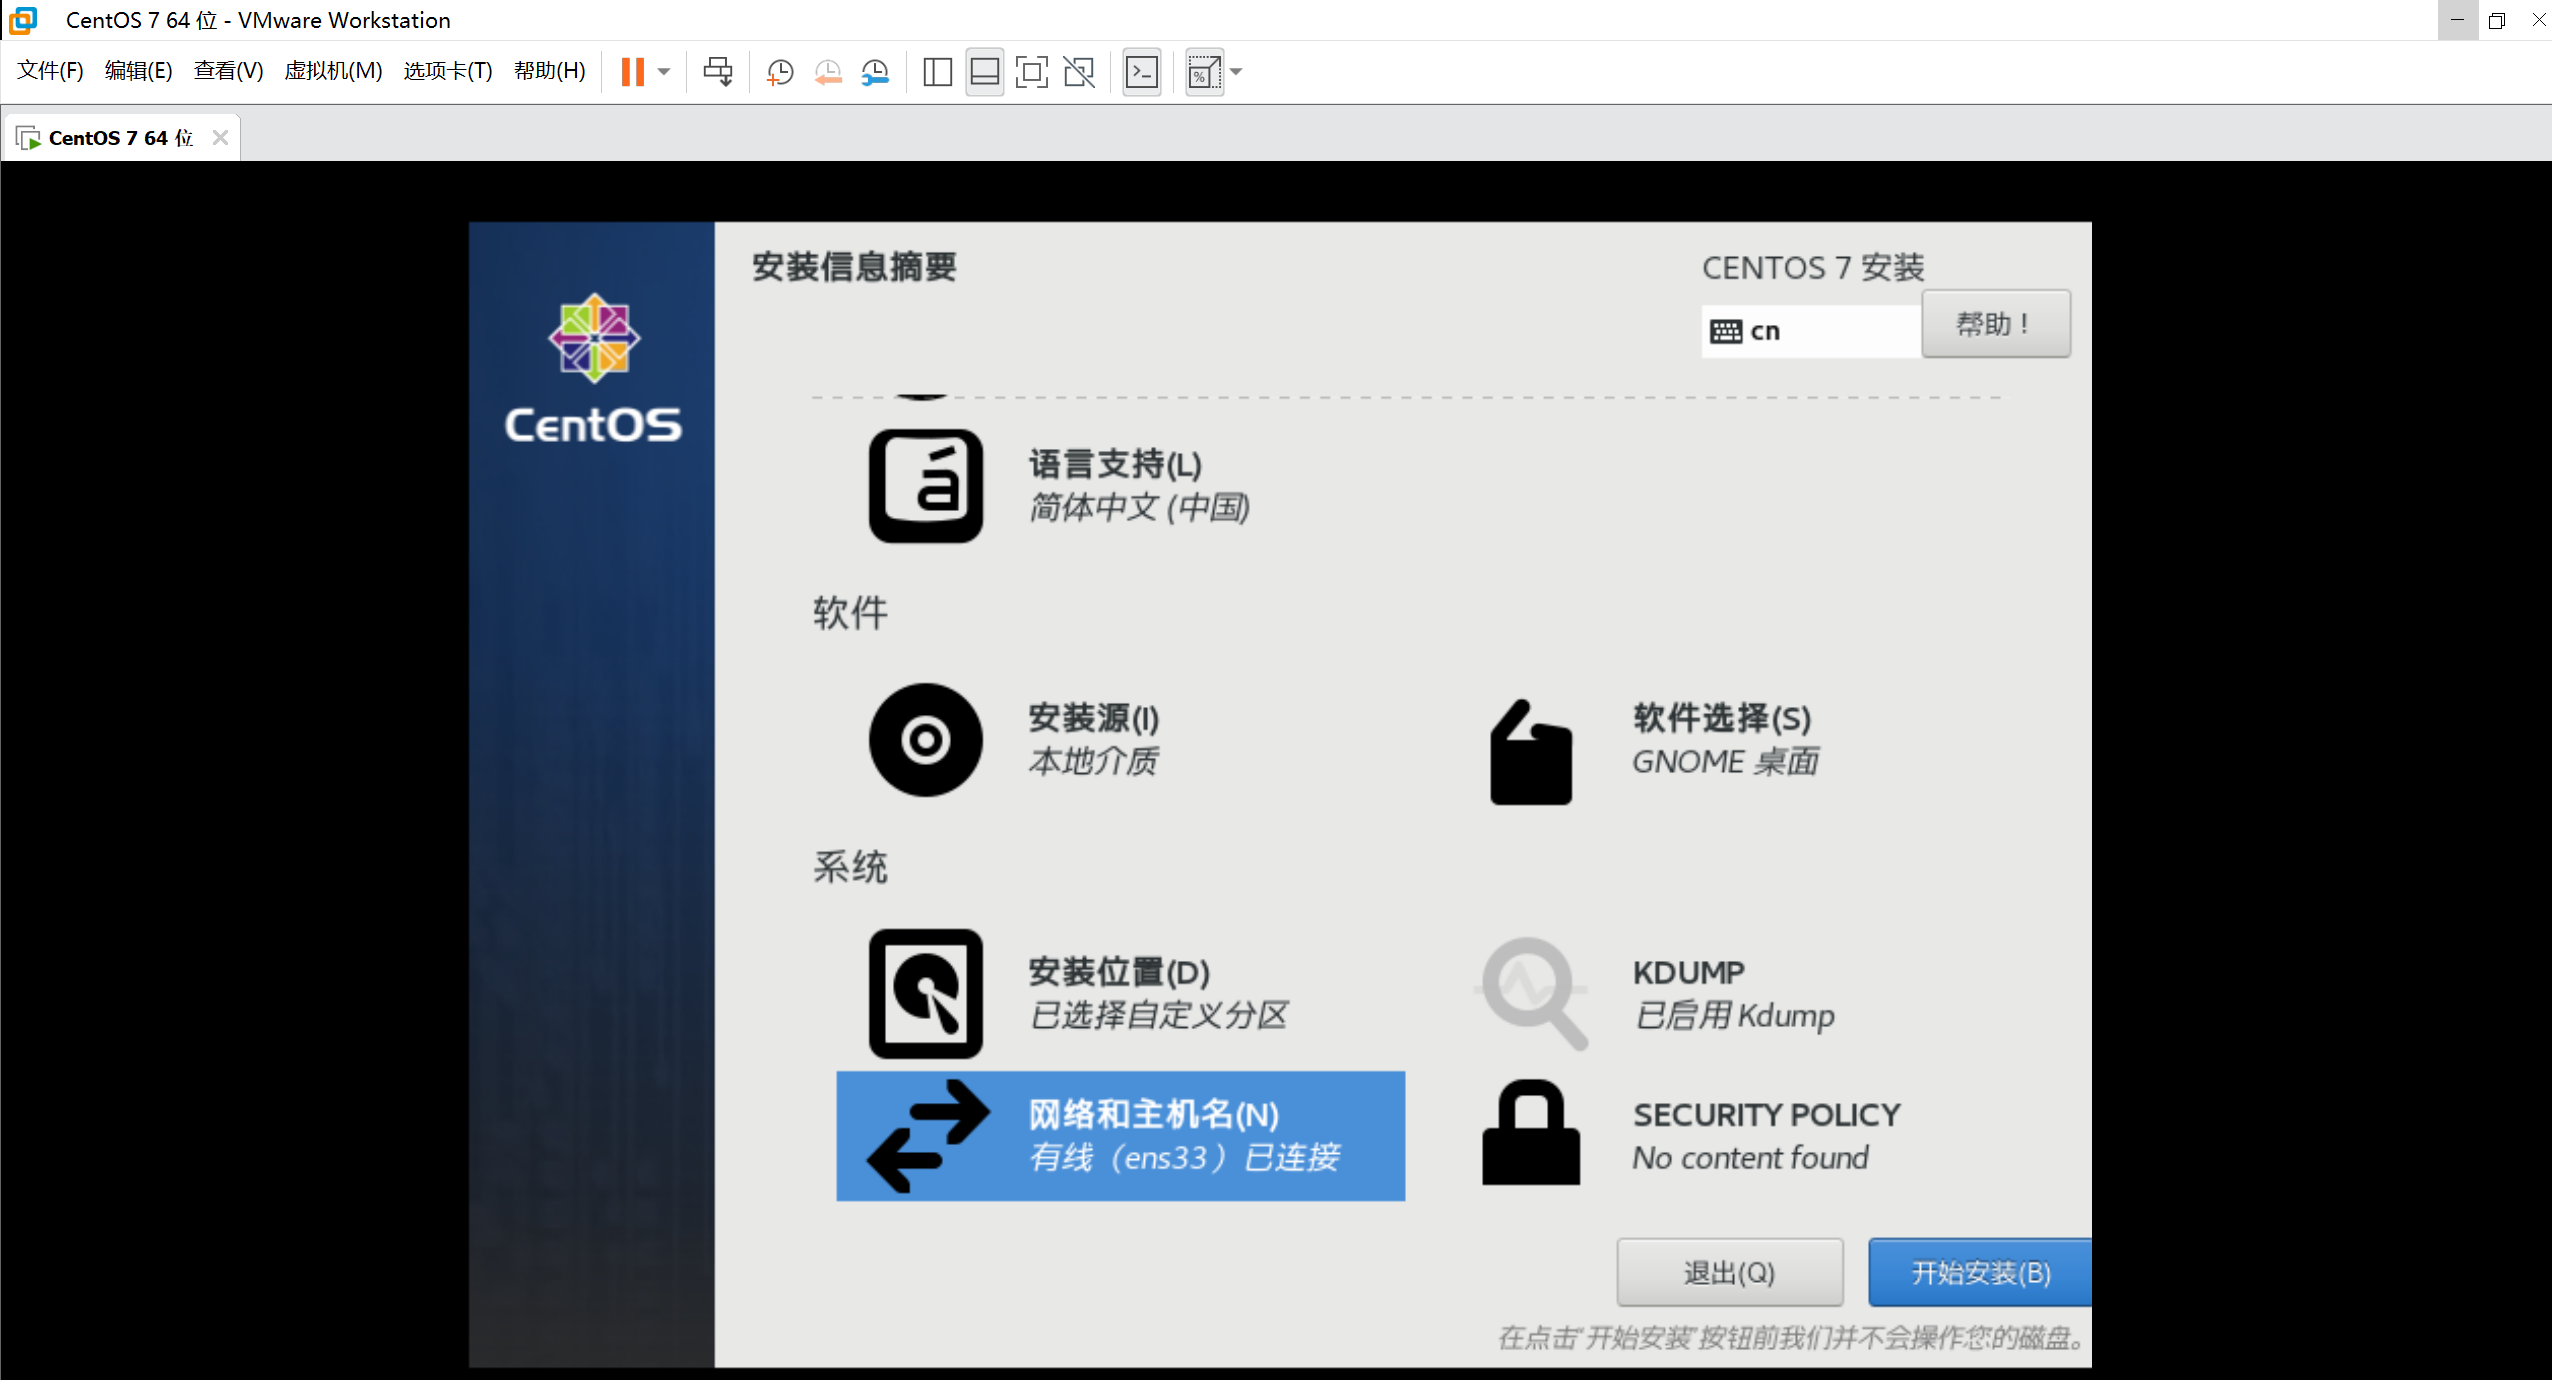 CentOS 7 64 位 - VMware Workstation
文件(F) 编辑(E) 查看(V) 虚拟机(M) 选项卡(T) 帮助(H)
CentOS 7 64 位
安装信息摘要
CENTOS 7 安装
cn
帮助！
CentOS
语言支持(L)
简体中文 (中国)
软件
安装源(I)
本地介质
软件选择(S)
GNOME 桌面
系统
安装位置(D)
已选择自定义分区
KDUMP
已启用 Kdump
网络和主机名(N)
有线（ens33）已连接
SECURITY POLICY
No content found
退出(Q)
开始安装(B)
在点击“开始安装”按钮前我们并不会操作您的磁盘。